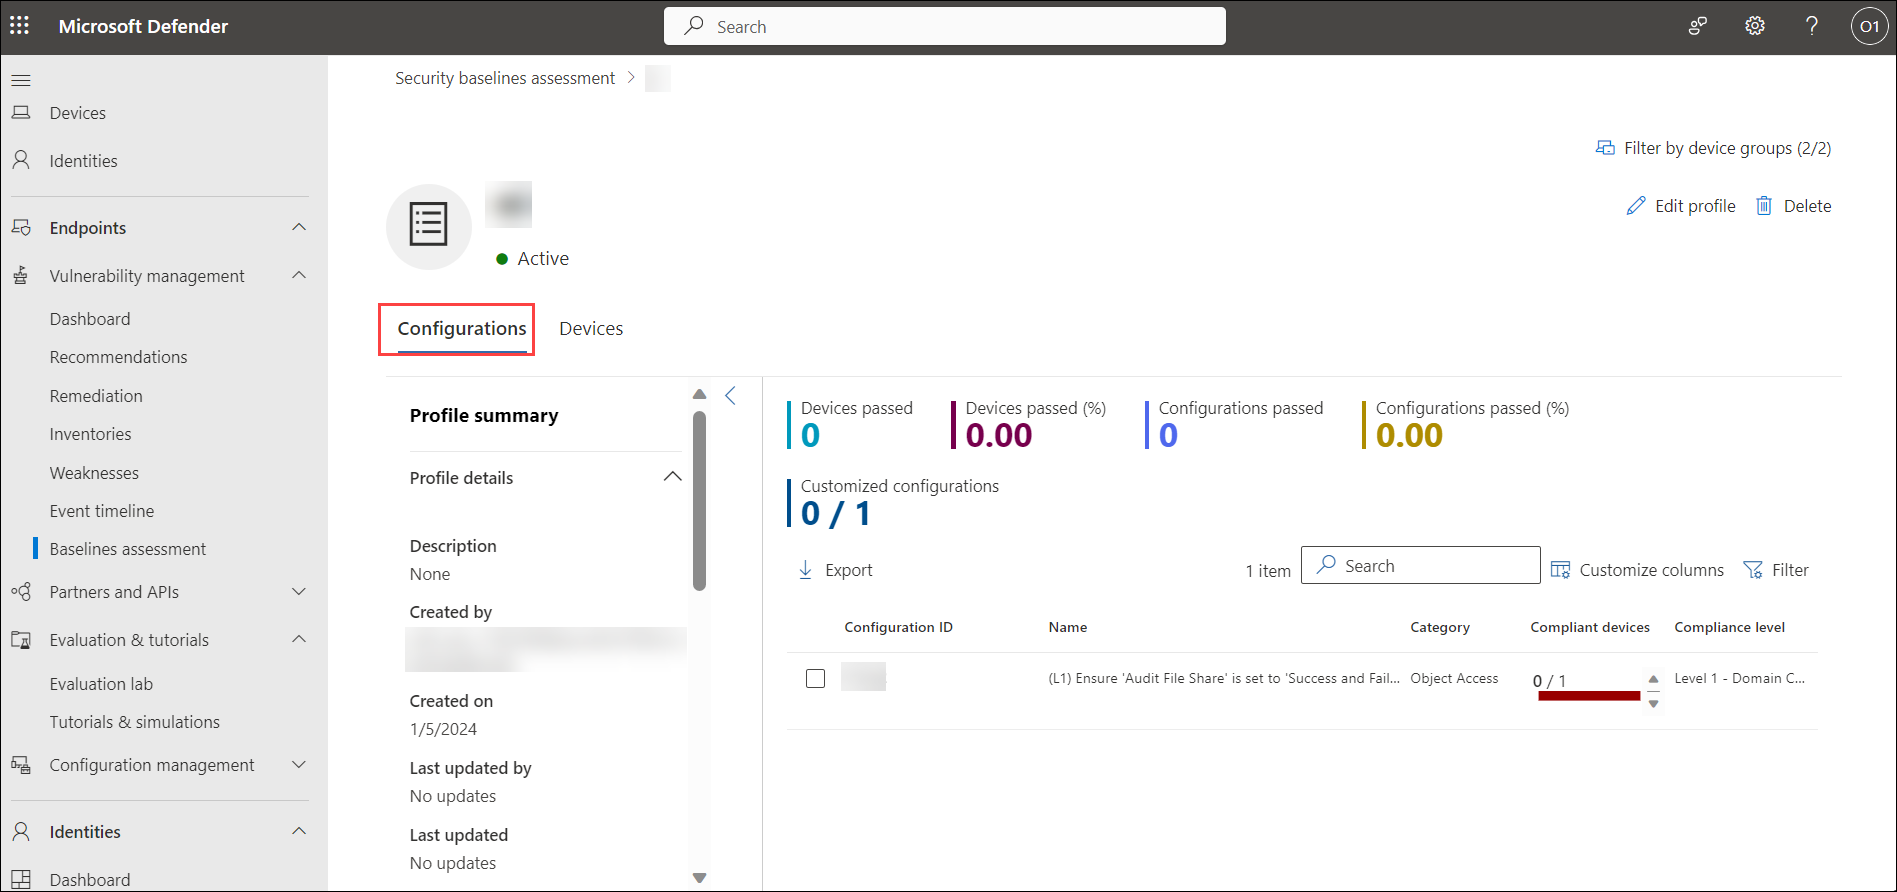 Microsoft Defender
Search
O1
Devices
Identities
Endpoints
Vulnerability management
Dashboard
Recommendations
Remediation
Inventories
Weaknesses
Event timeline
Baselines assessment
Partners and APIs
Evaluation & tutorials
Evaluation lab
Tutorials & simulations
Configuration management
Identities
Dashboard
Security baselines assessment >
Filter by device groups (2/2)
Edit profile
Delete
Active
Configurations
Devices
Profile summary
Profile details
Description
None
Created by
Created on
1/5/2024
Last updated by
No updates
Last updated
No updates
Devices passed
0
Devices passed (%)
0.00
Configurations passed
0
Configurations passed (%)
0.00
Customized configurations
0 / 1
Export
1 item
Search
Customize columns
Filter
Configuration ID Name Category Compliant devices Compliance level
(L1) Ensure 'Audit File Share' is set to 'Success and Fail... Object Access 0 / 1 Level 1 - Domain C...